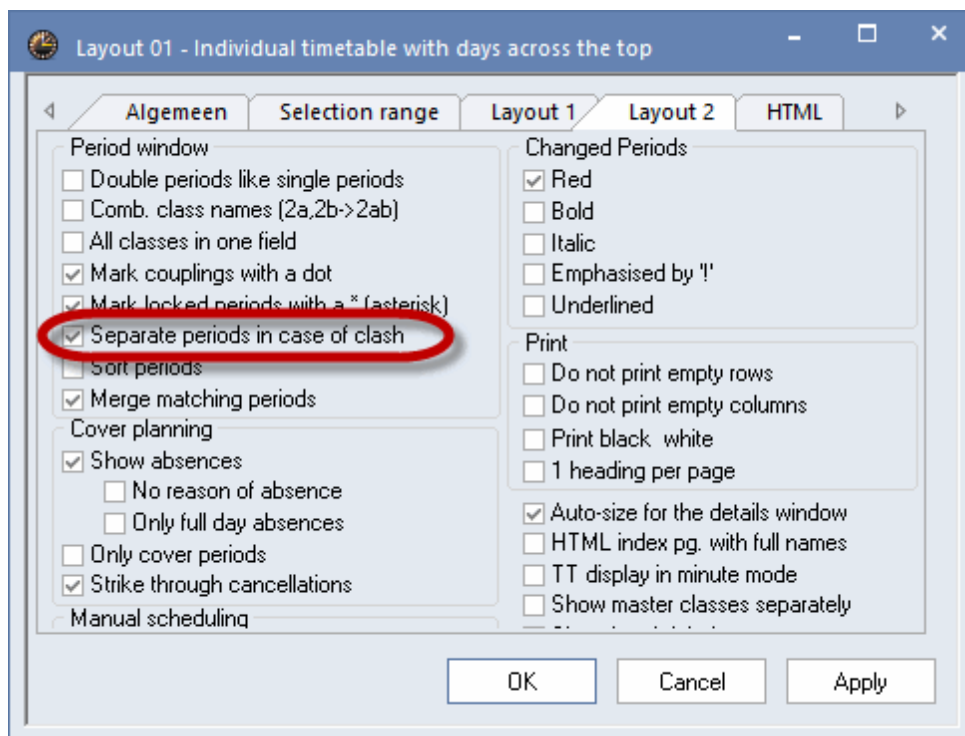 Layout 01 - Individual timetable with days across the top
Algemeen
Selection range
Layout 1
Layout 2
HTML
Period window
Double periods like single periods
Comb. class names (2a,2b->2ab)
All classes in one field
Mark couplings with a dot
Mark locked periods with a * (asterisk)
Separate periods in case of clash
Sort periods
Merge matching periods
Cover planning
Show absences
No reason of absence
Only full day absences
Only cover periods
Strike through cancellations
Manual scheduling
Changed Periods
Red
Bold
Italic
Emphasised by '!'
Underlined
Print
Do not print empty rows
Do not print empty columns
Print black  white
1 heading per page
Auto-size for the details window
HTML index pg. with full names
TT display in minute mode
Show master classes separately
OK
Cancel
Apply